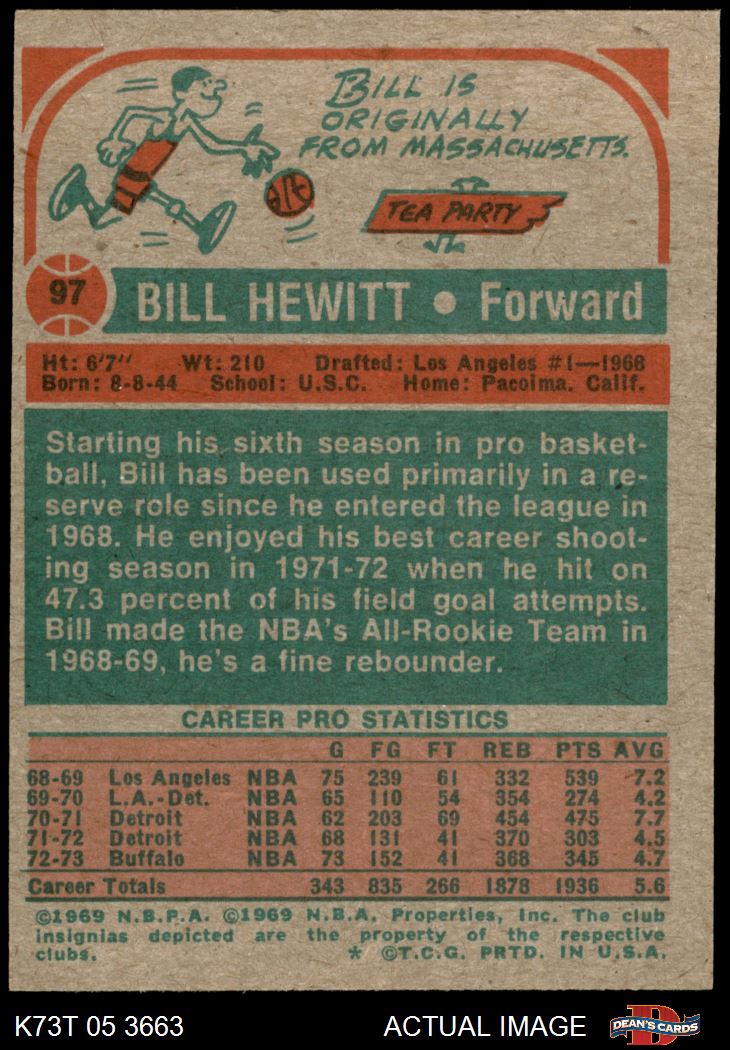 BILL IS
ORIGINALLY
FROM MASSACHUSETTS.
TEA PARTY
97
BILL HEWITT • Forward
Ht: 6'7" Wt: 210 Drafted: Los Angeles #1—1968
Born: 8-8-44 School: U.S.C. Home: Pacoima, Calif.
Starting his sixth season in pro basket-
ball, Bill has been used primarily in a re-
serve role since he entered the league in
1968. He enjoyed his best career shoot-
ing season in 1971-72 when he hit on
47.3 percent of his field goal attempts.
Bill made the NBA's All-Rookie Team in
1968-69, he's a fine rebounder.
CAREER PRO STATISTICS
G FG FT REB PTS AVG
68-69 Los Angeles NBA 75 239 61 332 539 7.2
69-70 L.A.-Det. NBA 65 110 54 354 274 4.2
70-71 Detroit NBA 62 203 69 454 475 7.7
71-72 Detroit NBA 68 131 41 370 303 4.5
72-73 Buffalo NBA 73 152 41 368 345 4.7
Career Totals 343 835 266 1878 1936 5.6
©1969 N.B.P.A. ©1969 N.B.A. Properties, Inc. The club
insignias depicted are the property of the respective
clubs. * ©T.C.G. PRTD. IN U.S.A.
K73T 05 3663 ACTUAL IMAGE DEAN'S CARDS